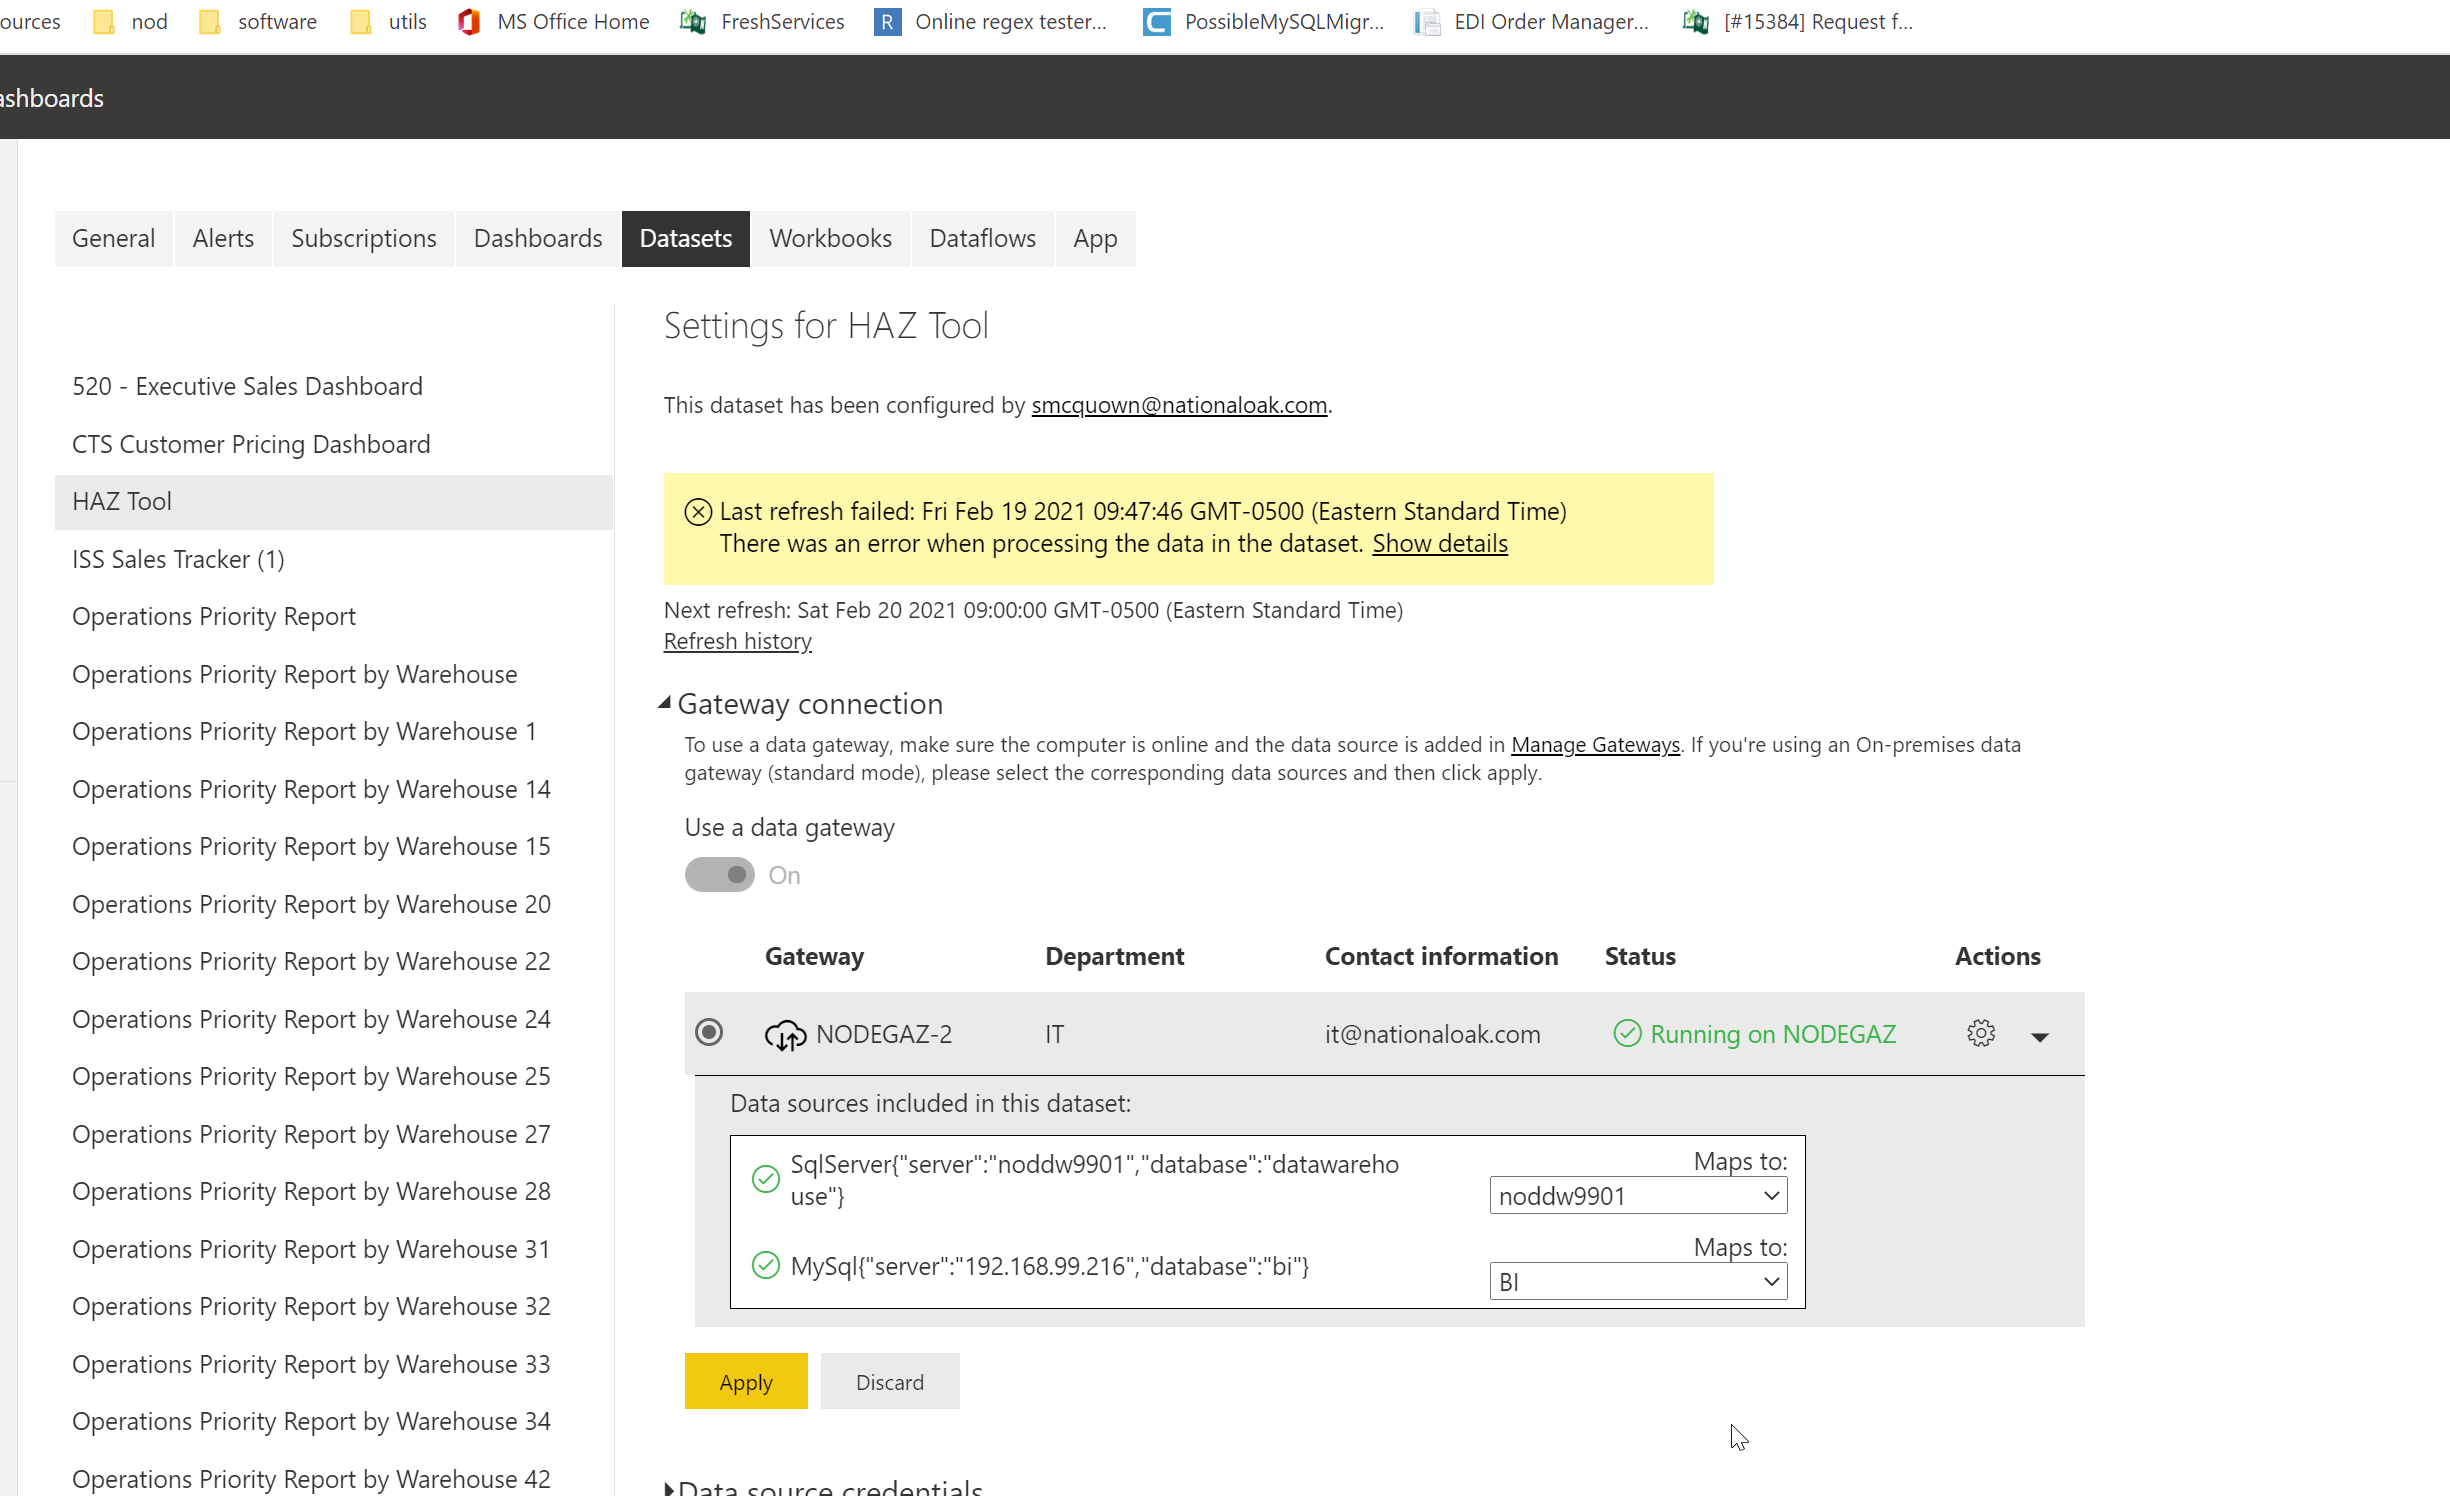 ources nod software utils MS Office Home FreshServices R Online regex tester... PossibleMySQLMigr... EDI Order Manager... [#15384] Request f...
ashboards
General Alerts Subscriptions Dashboards Datasets Workbooks Dataflows App
520 - Executive Sales Dashboard
CTS Customer Pricing Dashboard
HAZ Tool
ISS Sales Tracker (1)
Operations Priority Report
Operations Priority Report by Warehouse
Operations Priority Report by Warehouse 1
Operations Priority Report by Warehouse 14
Operations Priority Report by Warehouse 15
Operations Priority Report by Warehouse 20
Operations Priority Report by Warehouse 22
Operations Priority Report by Warehouse 24
Operations Priority Report by Warehouse 25
Operations Priority Report by Warehouse 27
Operations Priority Report by Warehouse 28
Operations Priority Report by Warehouse 31
Operations Priority Report by Warehouse 32
Operations Priority Report by Warehouse 33
Operations Priority Report by Warehouse 34
Operations Priority Report by Warehouse 42
Settings for HAZ Tool
This dataset has been configured by smcquown@nationaloak.com.
Last refresh failed: Fri Feb 19 2021 09:47:46 GMT-0500 (Eastern Standard Time)
There was an error when processing the data in the dataset. Show details
Next refresh: Sat Feb 20 2021 09:00:00 GMT-0500 (Eastern Standard Time)
Refresh history
Gateway connection
To use a data gateway, make sure the computer is online and the data source is added in Manage Gateways. If you're using an On-premises data
gateway (standard mode), please select the corresponding data sources and then click apply.
Use a data gateway
On
Gateway Department Contact information Status Actions
NODEGAZ-2 IT it@nationaloak.com Running on NODEGAZ
Data sources included in this dataset:
SqlServer{"server":"noddw9901","database":"datawareho
use"}
Maps to:
noddw9901
MySql{"server":"192.168.99.216","database":"bi"}
Maps to:
BI
Apply Discard
Data source credentials